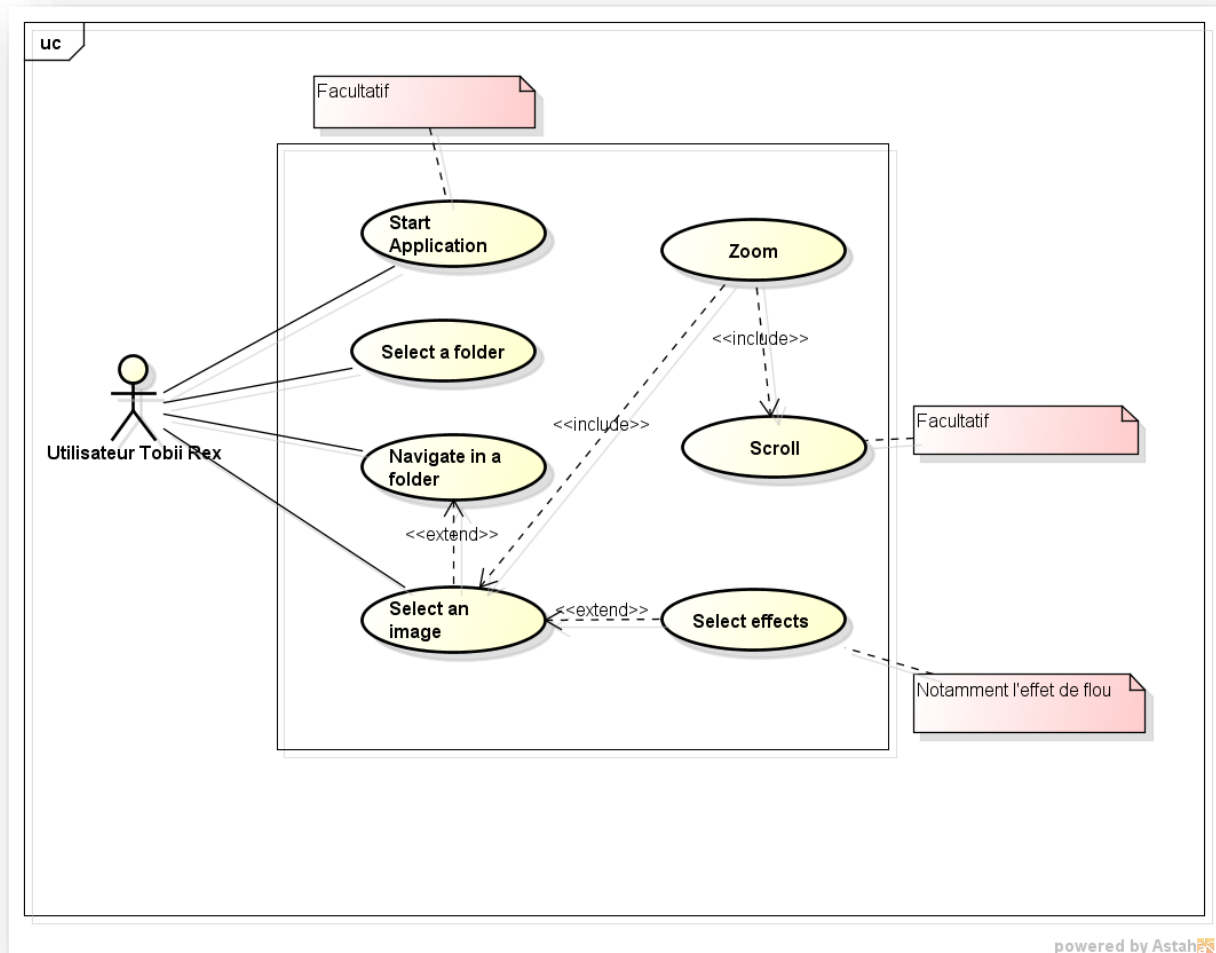 uc
Facultatif
Start
Application
Zoom
<<include>>
Select a folder
Facultatif
<<include>>
Utilisateur Tobii Rex
Navigate in a
folder
Scroll
<<extend>>
Select an
image
<<extend>>
Select effects
Notamment l'effet de flou
powered by Astah